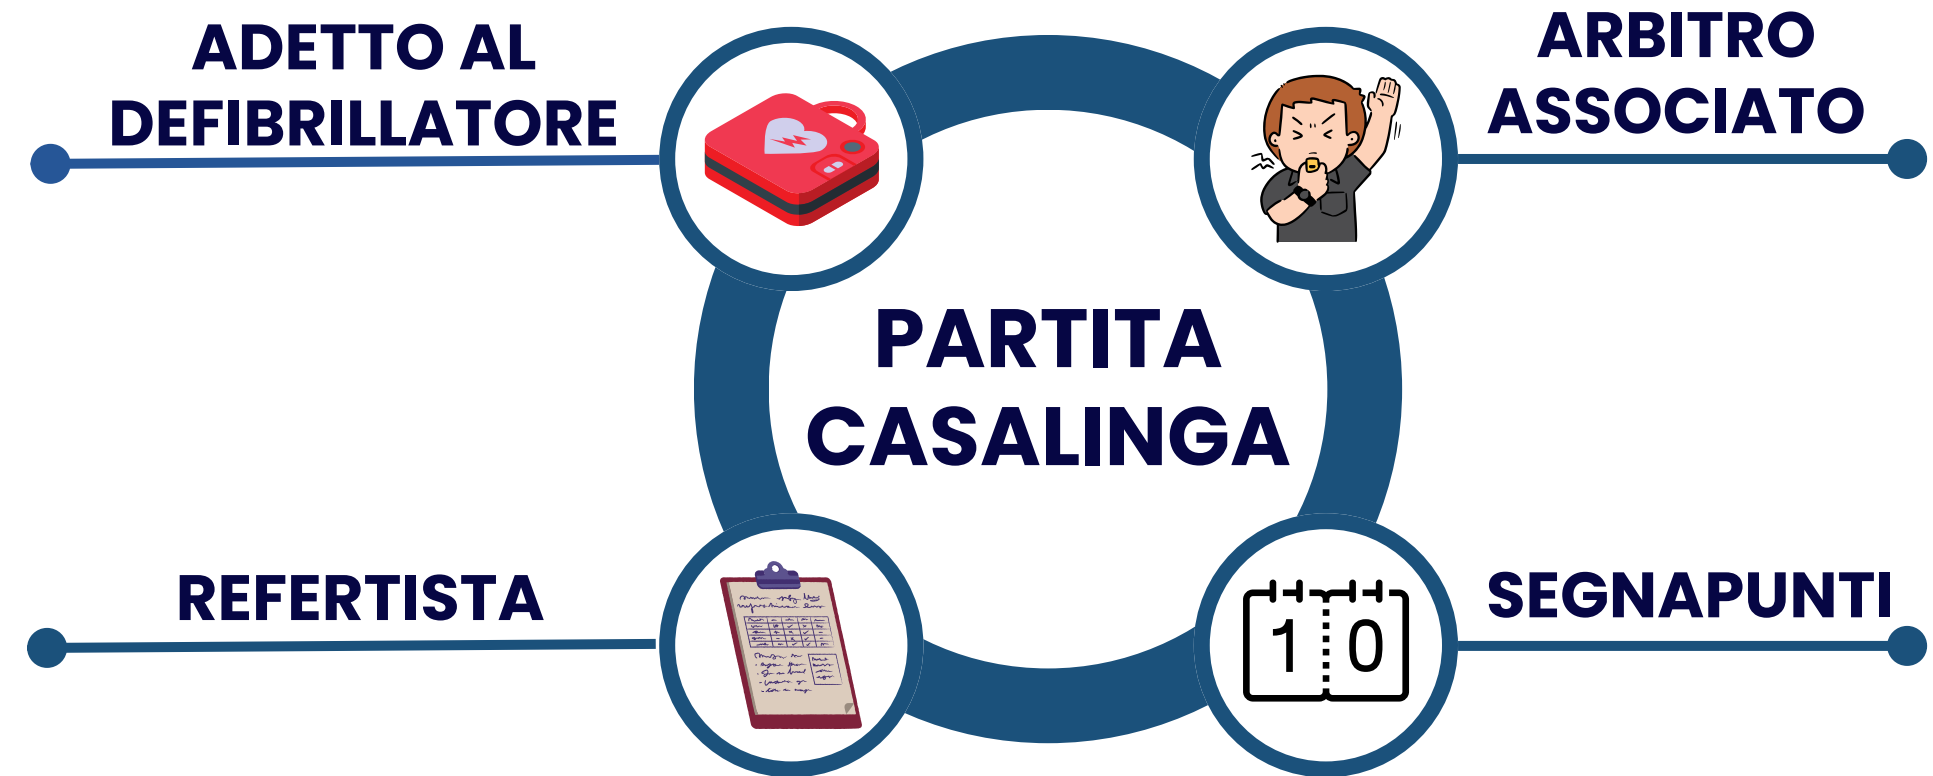 ADETTO AL
DEFIBRILLATORE
ARBITRO
ASSOCIATO
PARTITA
CASALINGA
REFERTISTA
SEGNAPUNTI
1 0